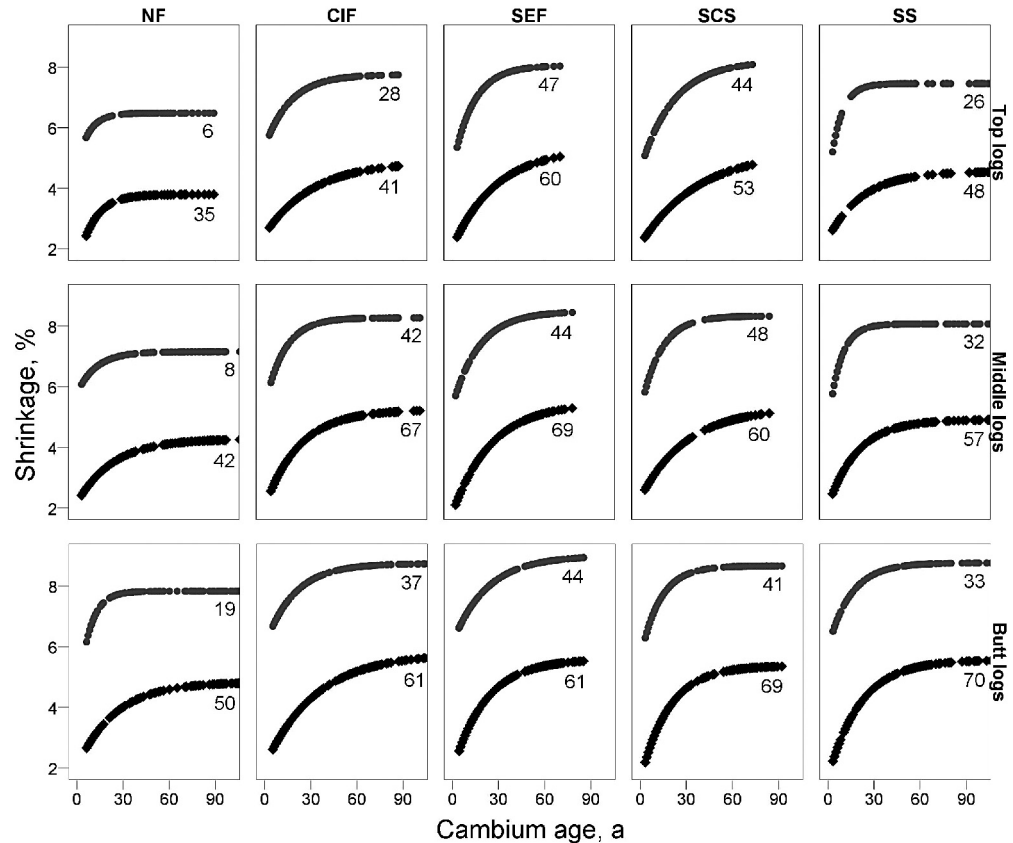 NF CIF SEF SCS SS
8 6 4 2
6 28 47 44 26
35 41 60 53 48
Top logs
8 6 4 2
8 42 44 48 32
42 67 69 60 57
Middle logs
Shrinkage, %
8 6 4 2
19 37 44 41 33
50 61 61 69 70
Butt logs
0 30 60 90 0 30 60 90 0 30 60 90 0 30 60 90 0 30 60 90
Cambium age, a